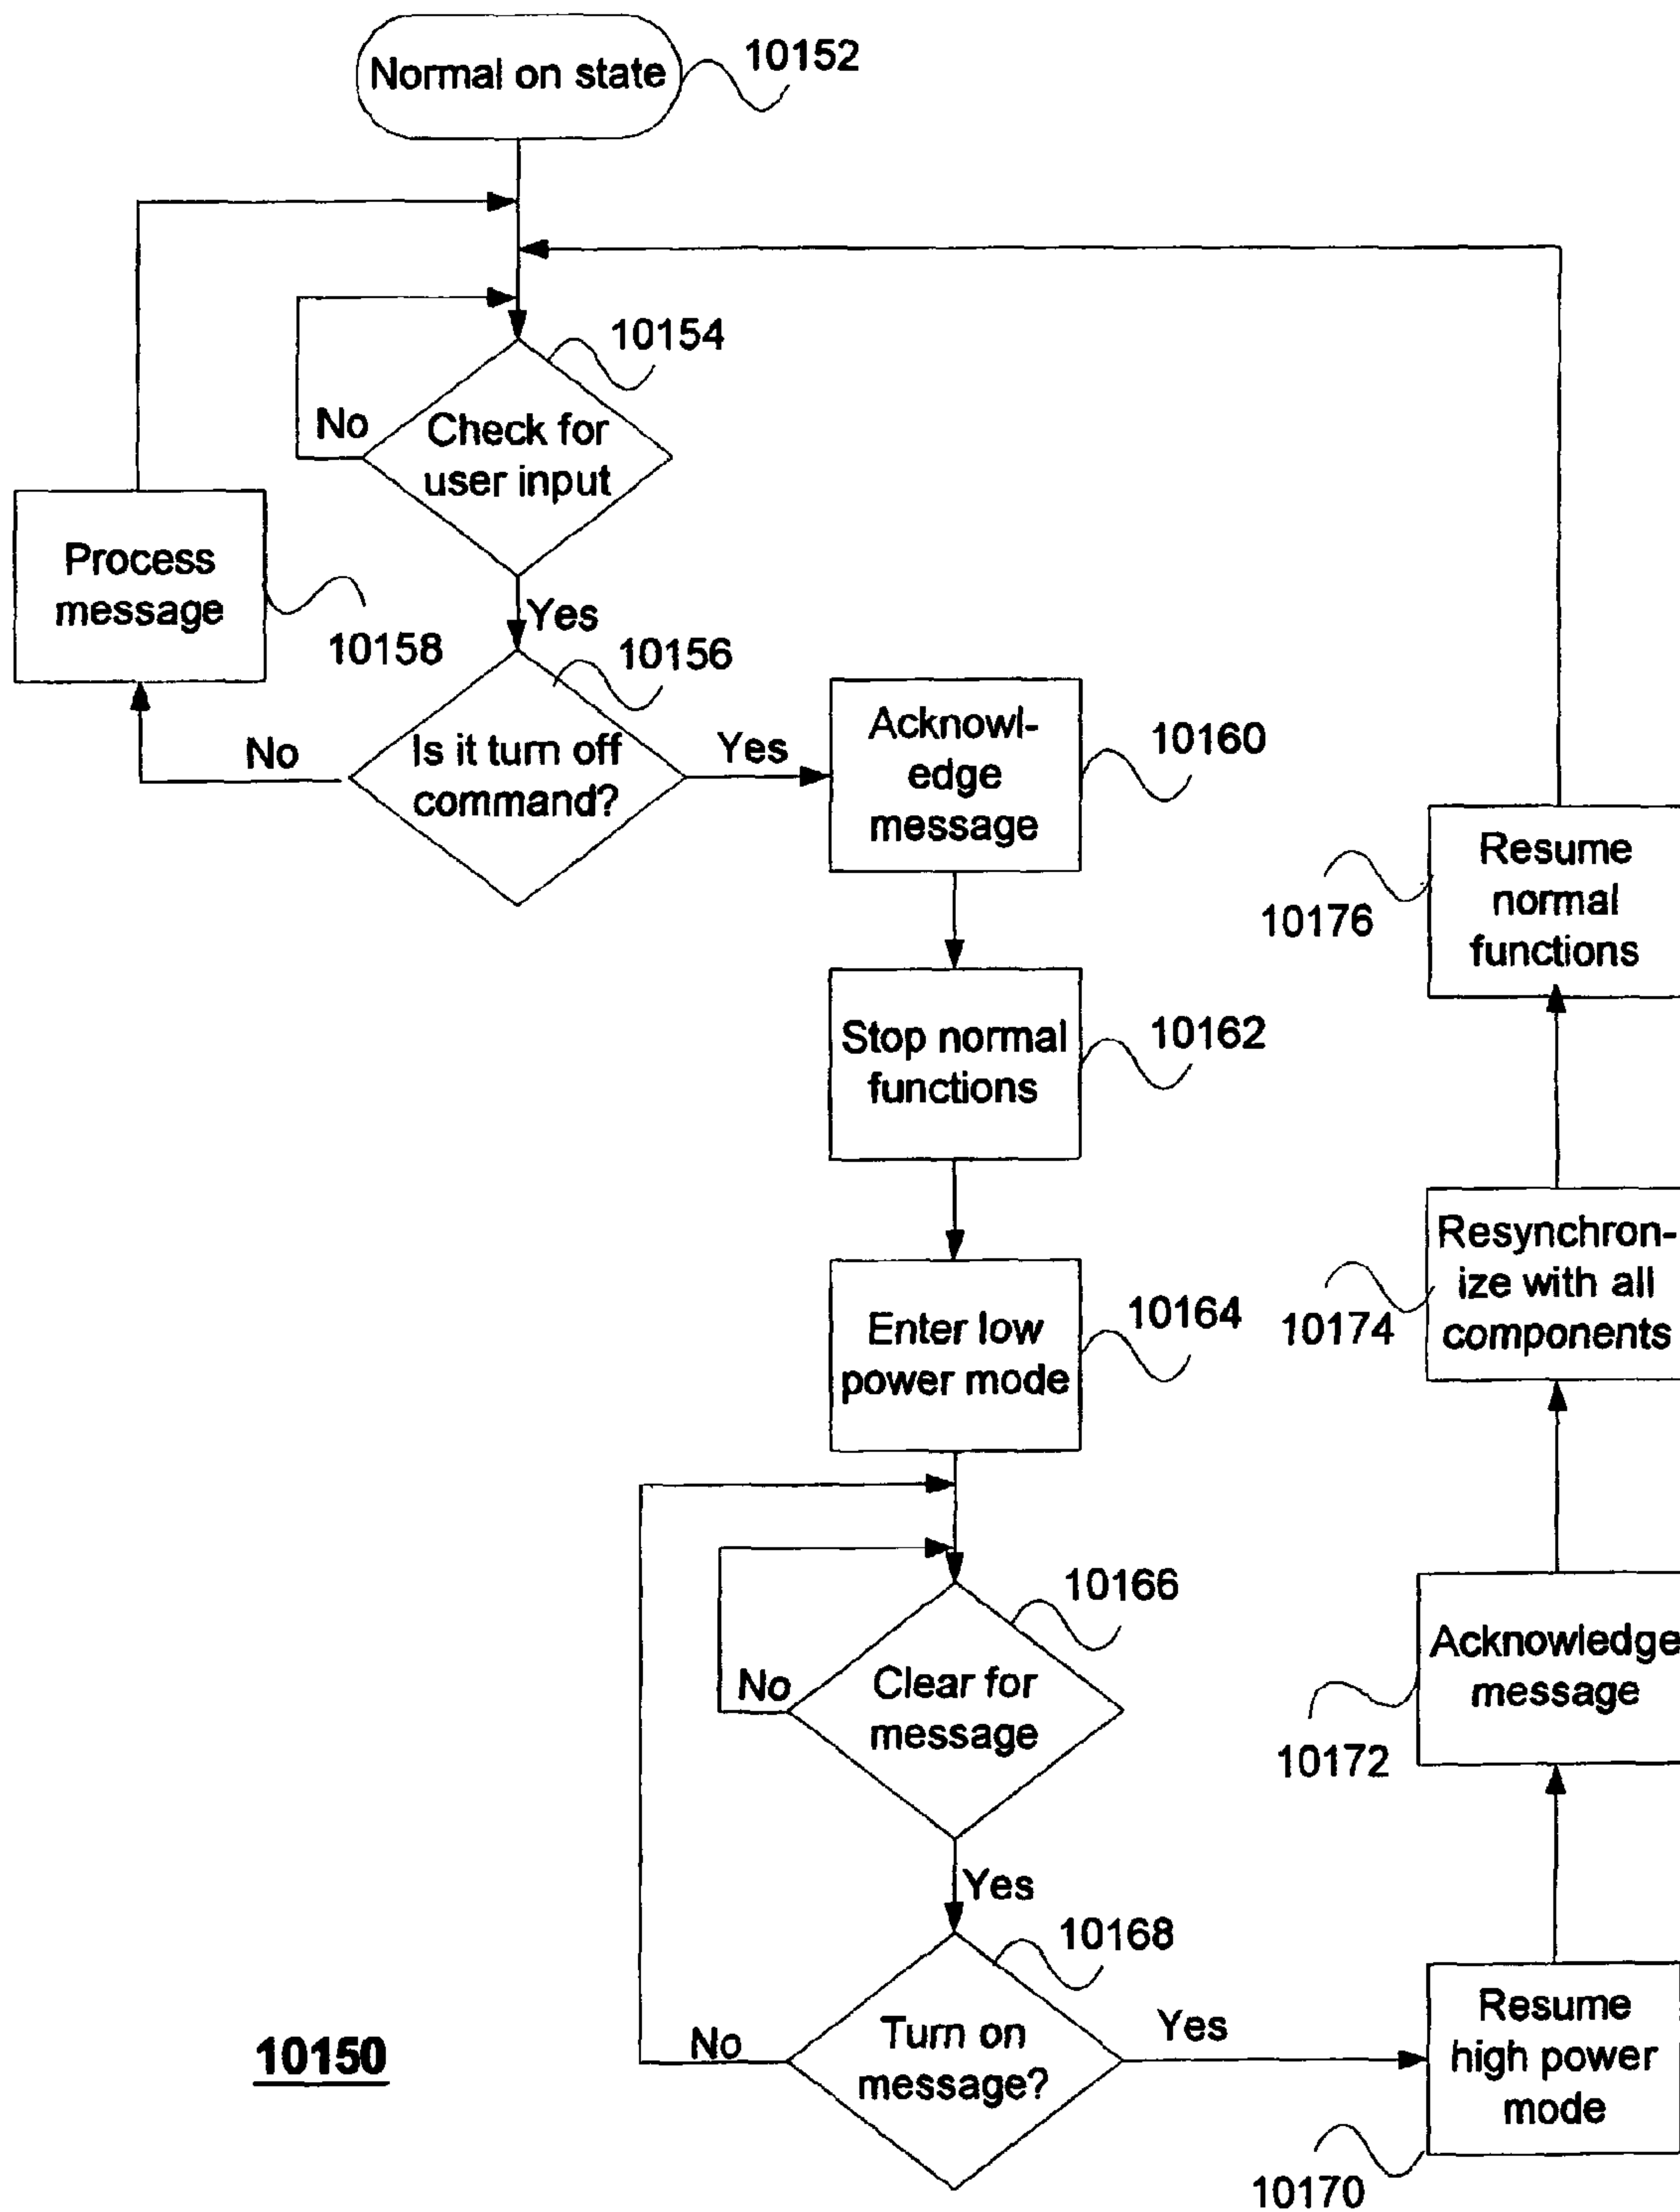 Normal on state
10152
10154
No
Check for
user input
Process
message
10158
Yes
10156
Is it turn off
command?
No
Yes
Acknowl-
edge
message
10160
Stop normal
functions
10162
Enter low
power mode
10164
10166
No
Clear for
message
Yes
10168
No
Turn on
message?
Yes
Resume
high power
mode
10170
Acknowledge
message
10172
Resynchron-
ize with all
components
10174
Resume
normal
functions
10176
10150